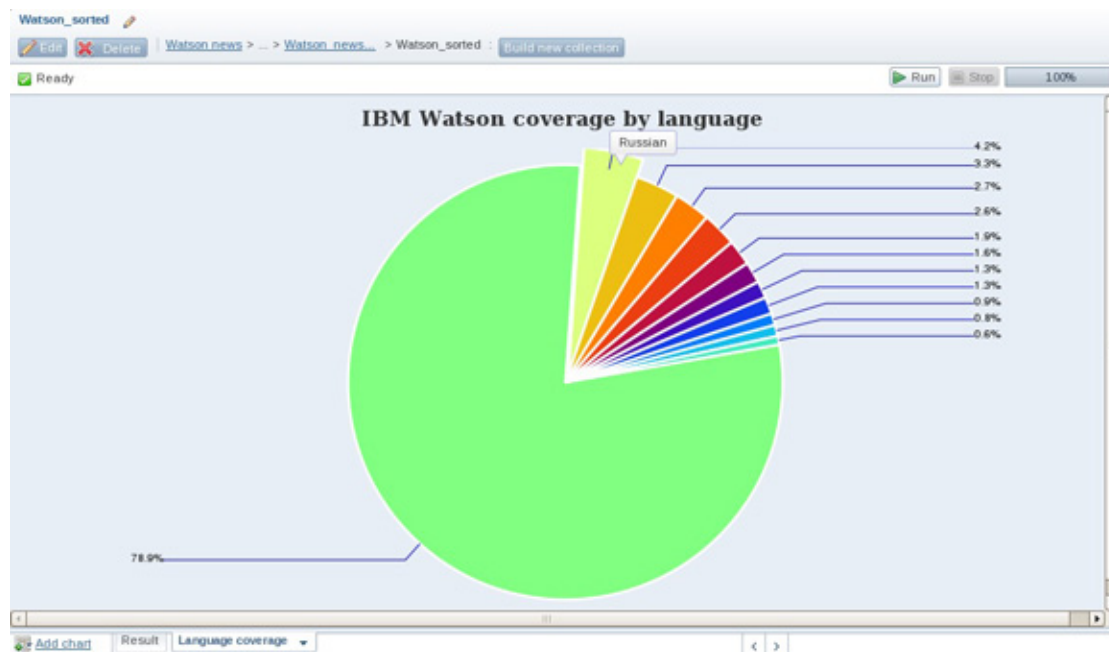 Watson_sorted
Edit Delete Watson news > ... > Watson_news... > Watson_sorted : Build new collection
Ready Run Stop 100%
IBM Watson coverage by language
Russian
4.2%
3.3%
2.7%
2.6%
1.9%
1.6%
1.3%
1.3%
0.9%
0.8%
0.6%
78.9%
Add chart Result Language coverage